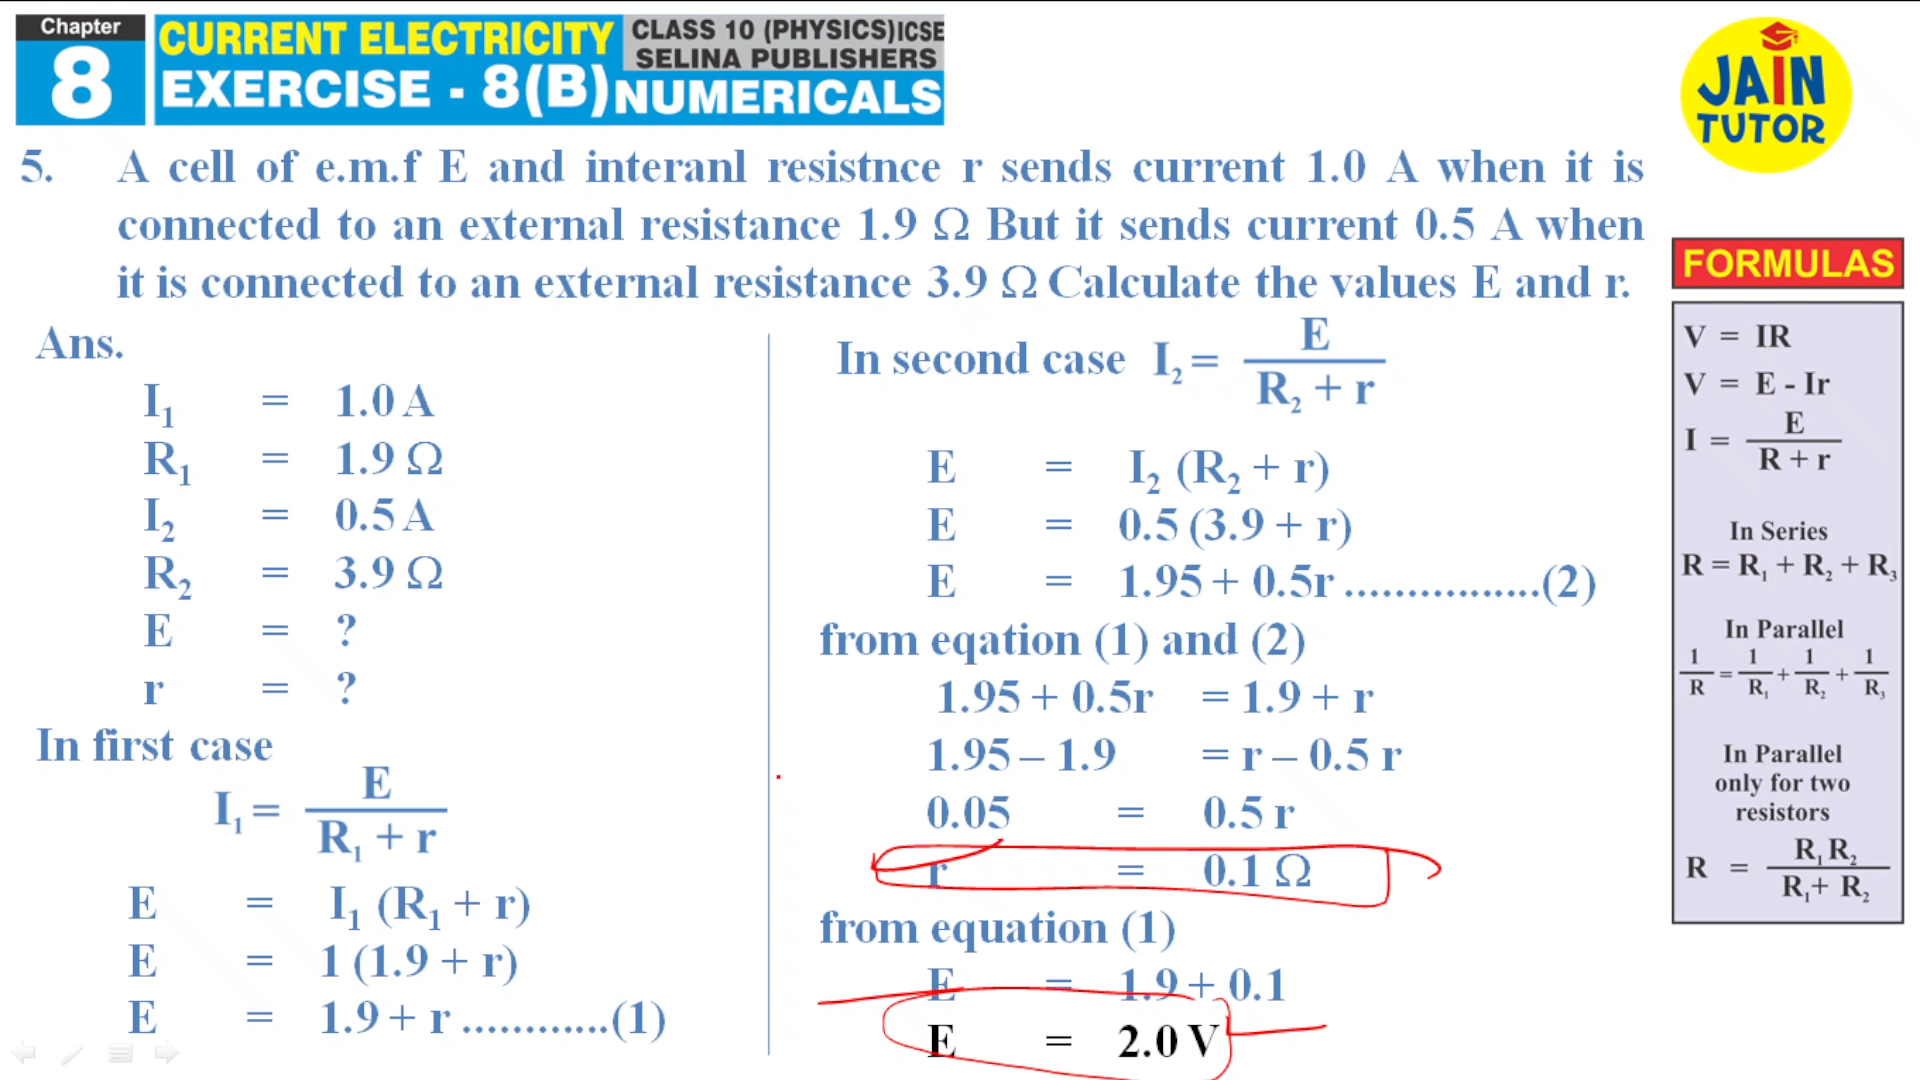 Chapter
8
CURRENT ELECTRICITY
EXERCISE - 8(B) NUMERICALS
CLASS 10 (PHYSICS)ICSE
SELINA PUBLISHERS
JAIN
TUTOR
5. A cell of e.m.f E and interanl resistnce r sends current 1.0 A when it is
connected to an external resistance 1.9 Ω But it sends current 0.5 A when
it is connected to an external resistance 3.9 Ω Calculate the values E and r.
Ans.
I₁ = 1.0 A
R₁ = 1.9 Ω
I₂ = 0.5 A
R₂ = 3.9 Ω
E = ?
r = ?
In first case
I₁ = E / R₁ + r
E = I₁ (R₁ + r)
E = 1 (1.9 + r)
E = 1.9 + r ............(1)
In second case I₂ = E / R₂ + r
E = I₂ (R₂ + r)
E = 0.5 (3.9 + r)
E = 1.95 + 0.5r ................(2)
from eqation (1) and (2)
1.95 + 0.5r = 1.9 + r
1.95 – 1.9 = r – 0.5 r
0.05 = 0.5 r
r = 0.1 Ω
from equation (1)
E = 1.9 + 0.1
E = 2.0 V
FORMULAS
V = IR
V = E - Ir
I = E / R + r
In Series
R = R₁ + R₂ + R₃
In Parallel
1/R = 1/R₁ + 1/R₂ + 1/R₃
In Parallel
only for two
resistors
R = R₁ R₂ / R₁+ R₂